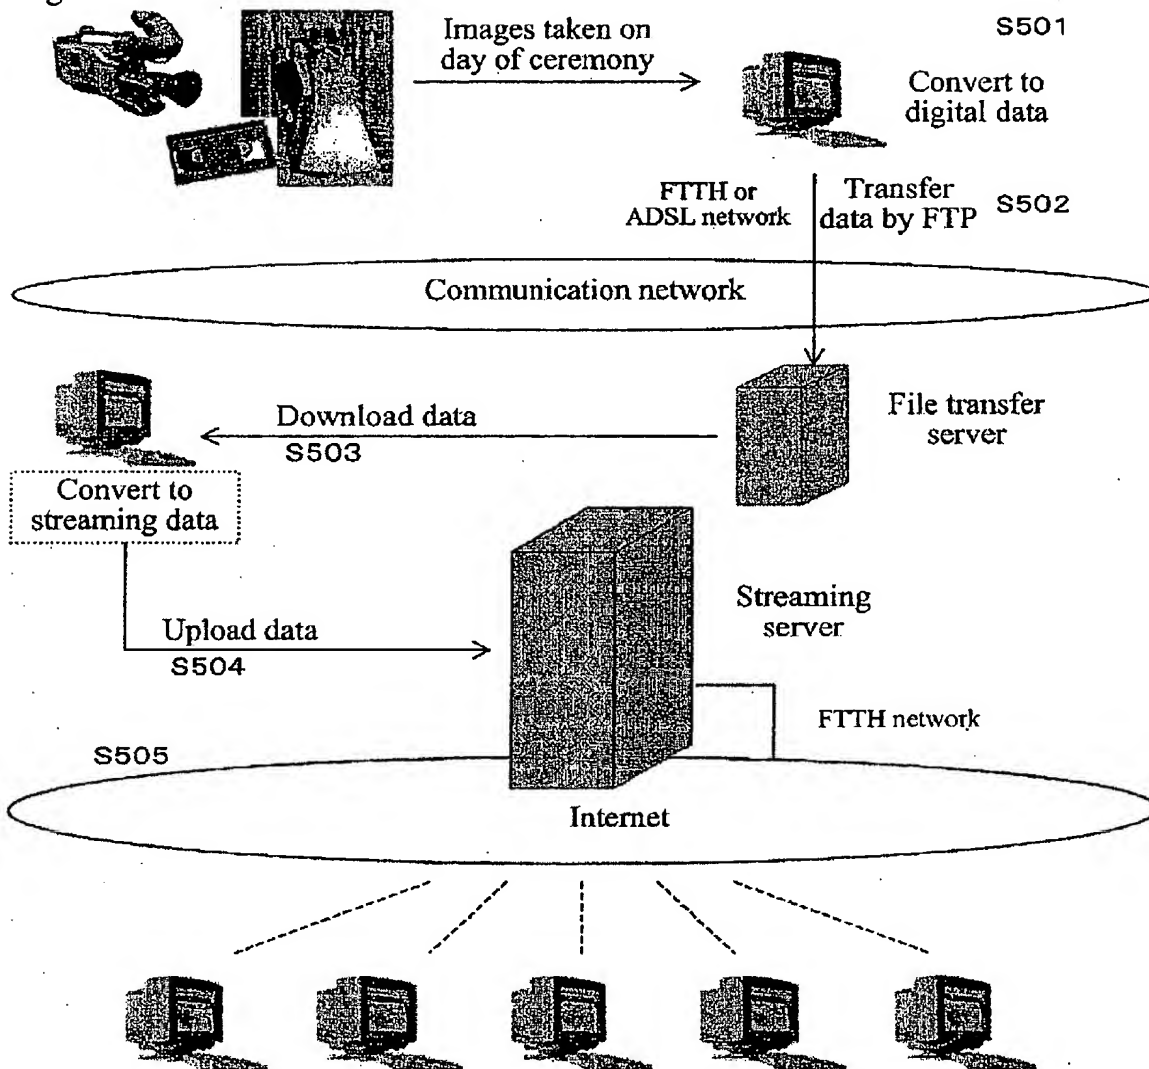 Images taken on
day of ceremony
S501
Convert to
digital data
FTTH or
ADSL network
Transfer
data by FTP
S502
Communication network
Download data
S503
File transfer
server
Convert to
streaming data
Streaming
server
Upload data
S504
FTTH network
S505
Internet